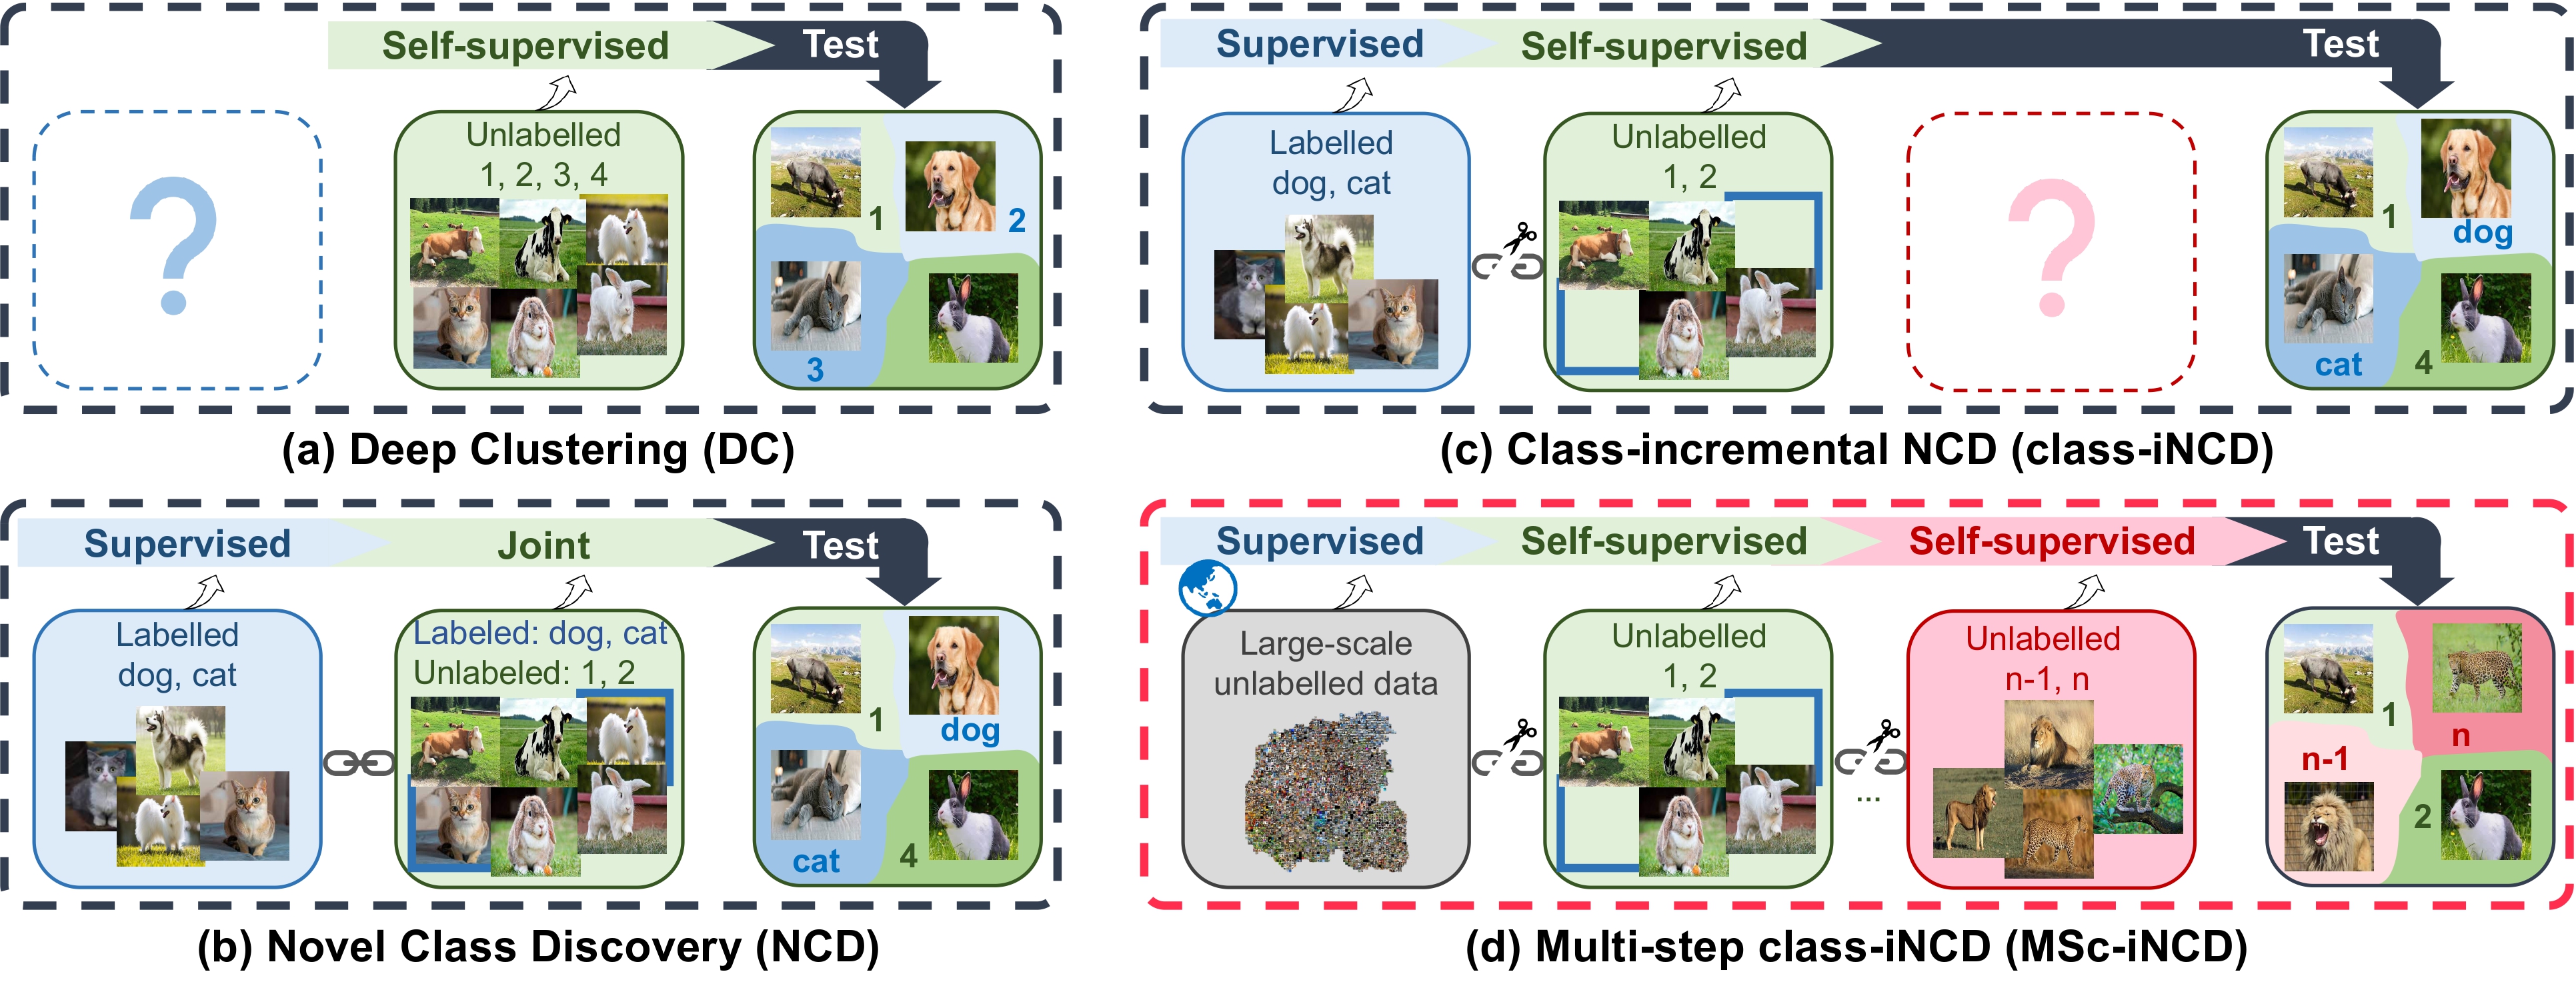 Self-supervised
Test
?
Unlabelled
1, 2, 3, 4
1
2
3
(a) Deep Clustering (DC)
Supervised
Self-supervised
Test
Labelled
dog, cat
Unlabelled
1, 2
?
1
dog
cat
4
(c) Class-incremental NCD (class-iNCD)
Supervised
Joint
Test
Labelled
dog, cat
Labeled: dog, cat
Unlabeled: 1, 2
1
dog
cat
4
(b) Novel Class Discovery (NCD)
Supervised
Self-supervised
Self-supervised
Test
Large-scale
unlabelled data
Unlabelled
1, 2
...
Unlabelled
n-1, n
1
n
n-1
2
(d) Multi-step class-iNCD (MSc-iNCD)